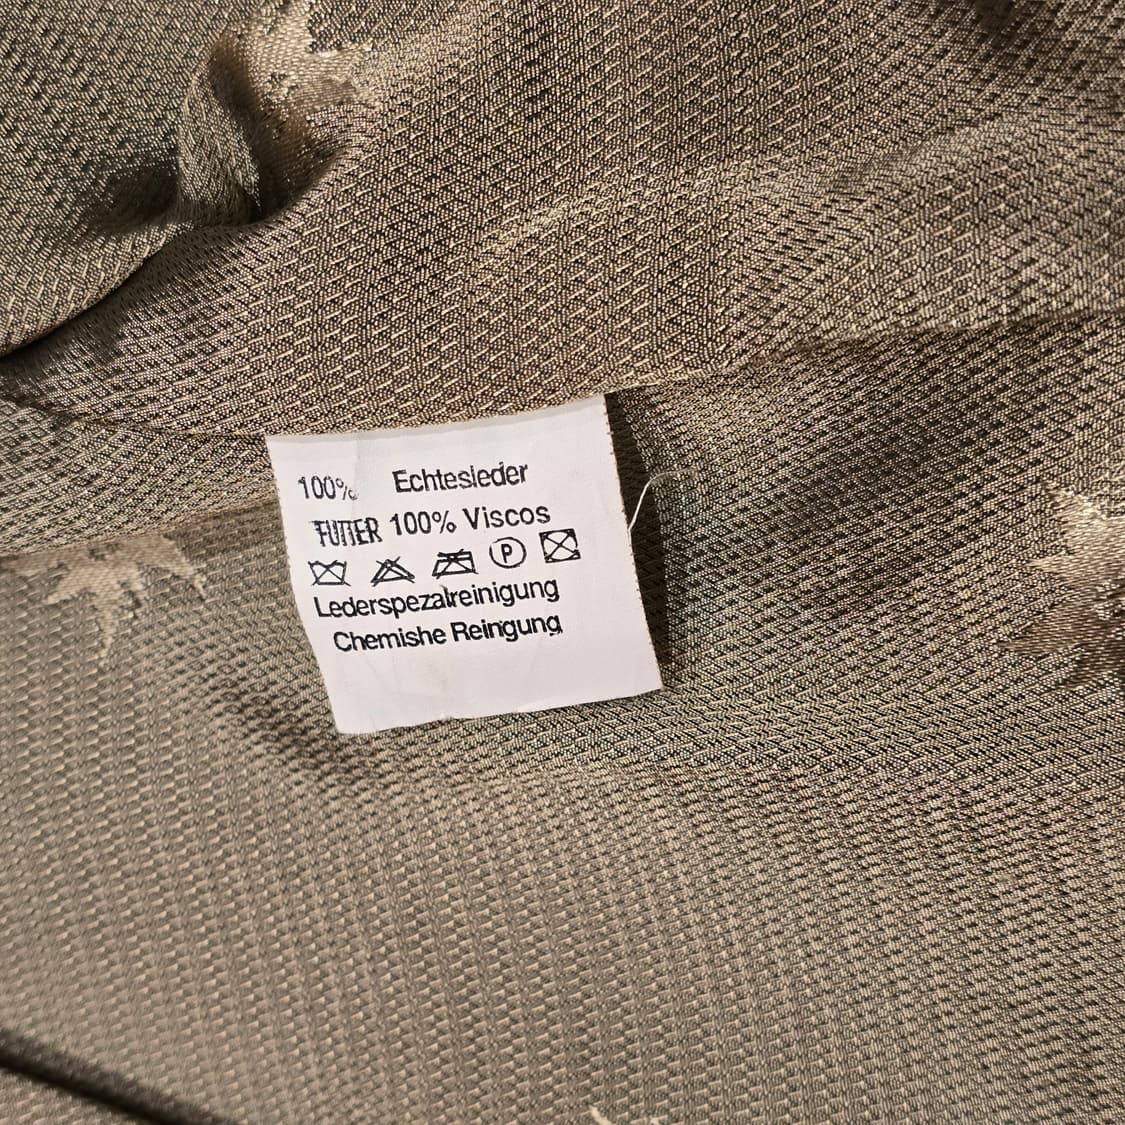 100% Echtesleder
FUTTER 100% Viscos
P
Lederspezalreinigung
Chemishe Reingung